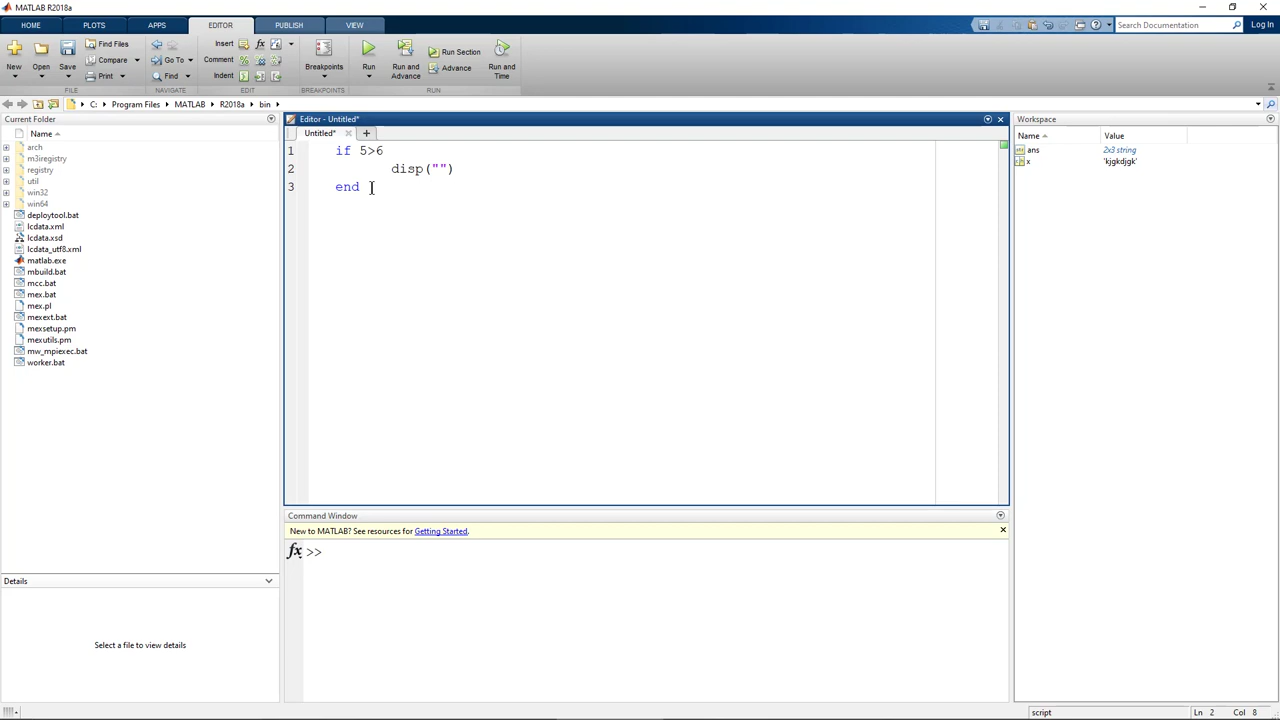 MATLAB R2018a
HOME PLOTS APPS EDITOR PUBLISH VIEW
Search Documentation Log In
New Open Save Find Files Compare Print
Go To Find
Insert fx Comment % Indent
Breakpoints Run Run and Advance Run Section Advance Run and Time
FILE NAVIGATE EDIT BREAKPOINTS RUN
C: Program Files MATLAB R2018a bin
Current Folder
Name
arch
m3iregistry
registry
util
win32
win64
deploytool.bat
lcdata.xml
lcdata.xsd
lcdata_utf8.xml
matlab.exe
mbuild.bat
mcc.bat
mex.bat
mex.pl
mexext.bat
mexsetup.pm
mexutils.pm
mw_mpiexec.bat
worker.bat
Details
Select a file to view details
Editor - Untitled*
Untitled*
1 if 5>6
2 disp("")
3 end
Command Window
New to MATLAB? See resources for Getting Started.
fx >>
Workspace
Name Value
ans 2x3 string
x 'kjgkdjgk'
script Ln 2 Col 8